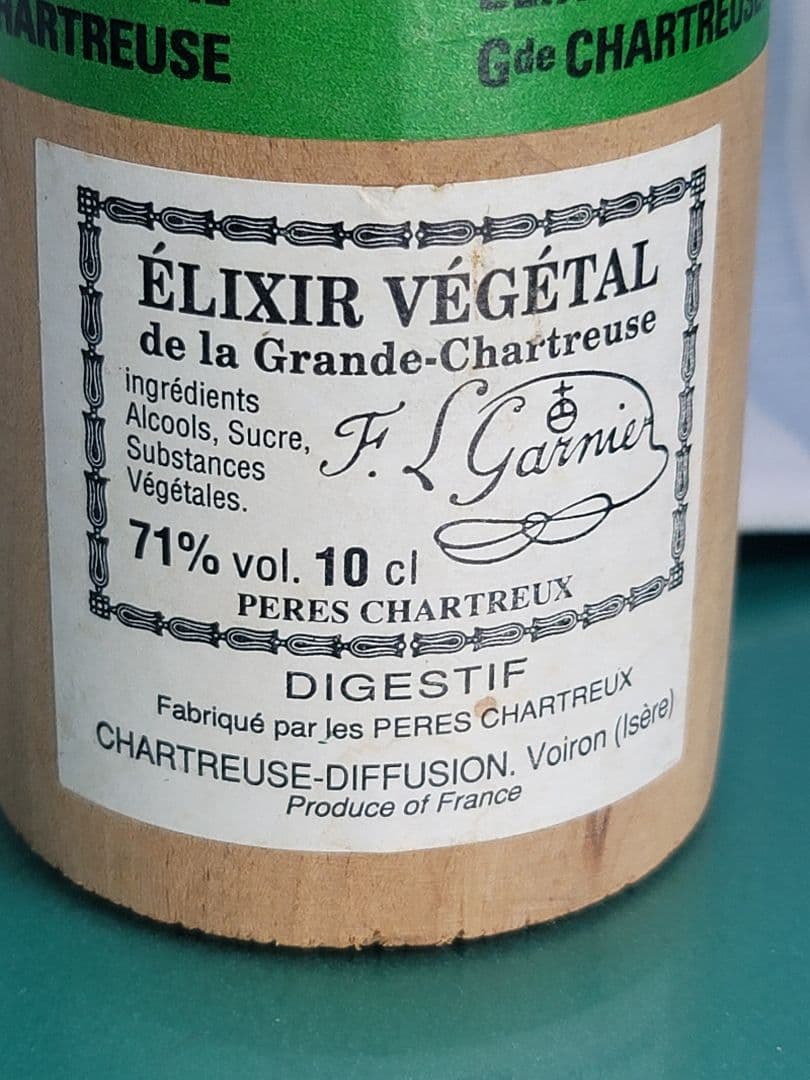 CHARTREUSE
Gde CHARTREUSE
ÉLIXIR VÉGÉTAL
de la Grande-Chartreuse
ingrédients
Alcools, Sucre,
Substances
Végétales.
F. L Garnier
71% vol. 10 cl
PERES CHARTREUX
DIGESTIF
Fabriqué par les PERES CHARTREUX
CHARTREUSE-DIFFUSION. Voiron (Isère)
Produce of France